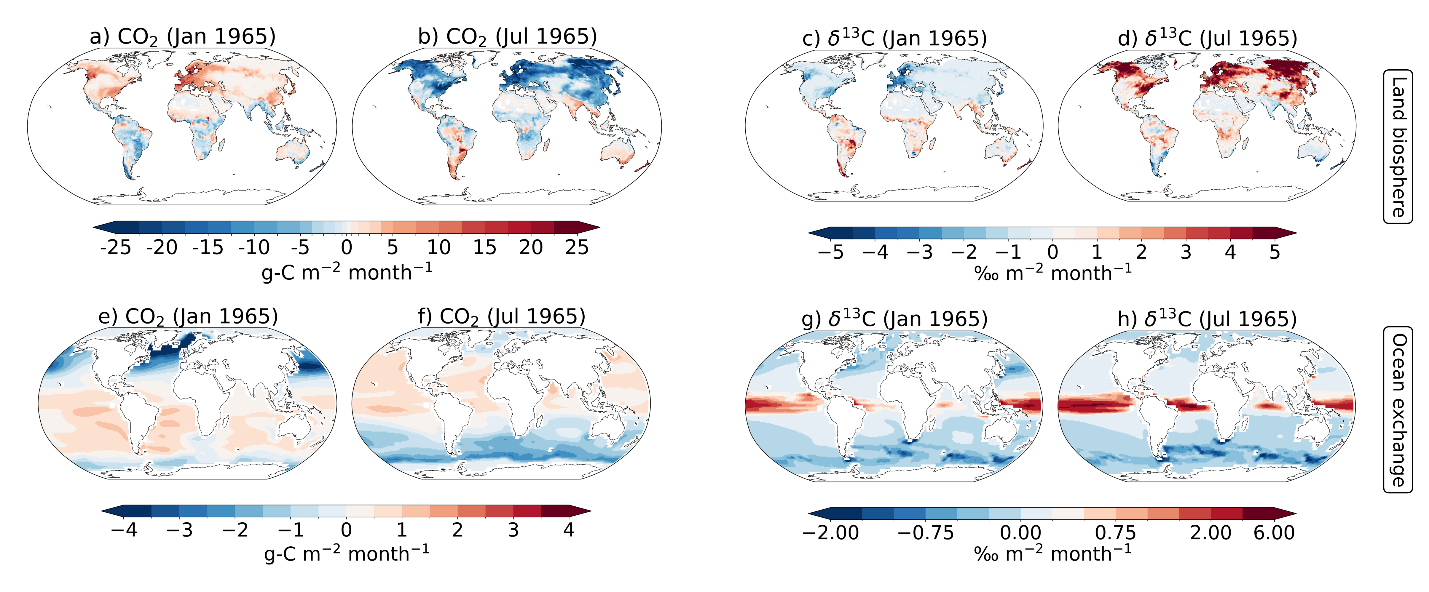 a) CO₂ (Jan 1965)
b) CO₂ (Jul 1965)
c) δ¹³C (Jan 1965)
d) δ¹³C (Jul 1965)
Land biosphere
-25 -20 -15 -10 -5 0 5 10 15 20 25
g-C m⁻² month⁻¹
−5 −4 −3 −2 −1 0 1 2 3 4 5
‰ m⁻² month⁻¹
e) CO₂ (Jan 1965)
f) CO₂ (Jul 1965)
g) δ¹³C (Jan 1965)
h) δ¹³C (Jul 1965)
Ocean exchange
−4 −3 −2 −1 0 1 2 3 4
g-C m⁻² month⁻¹
−2.00 −0.75 0.00 0.75 2.00 6.00
‰ m⁻² month⁻¹